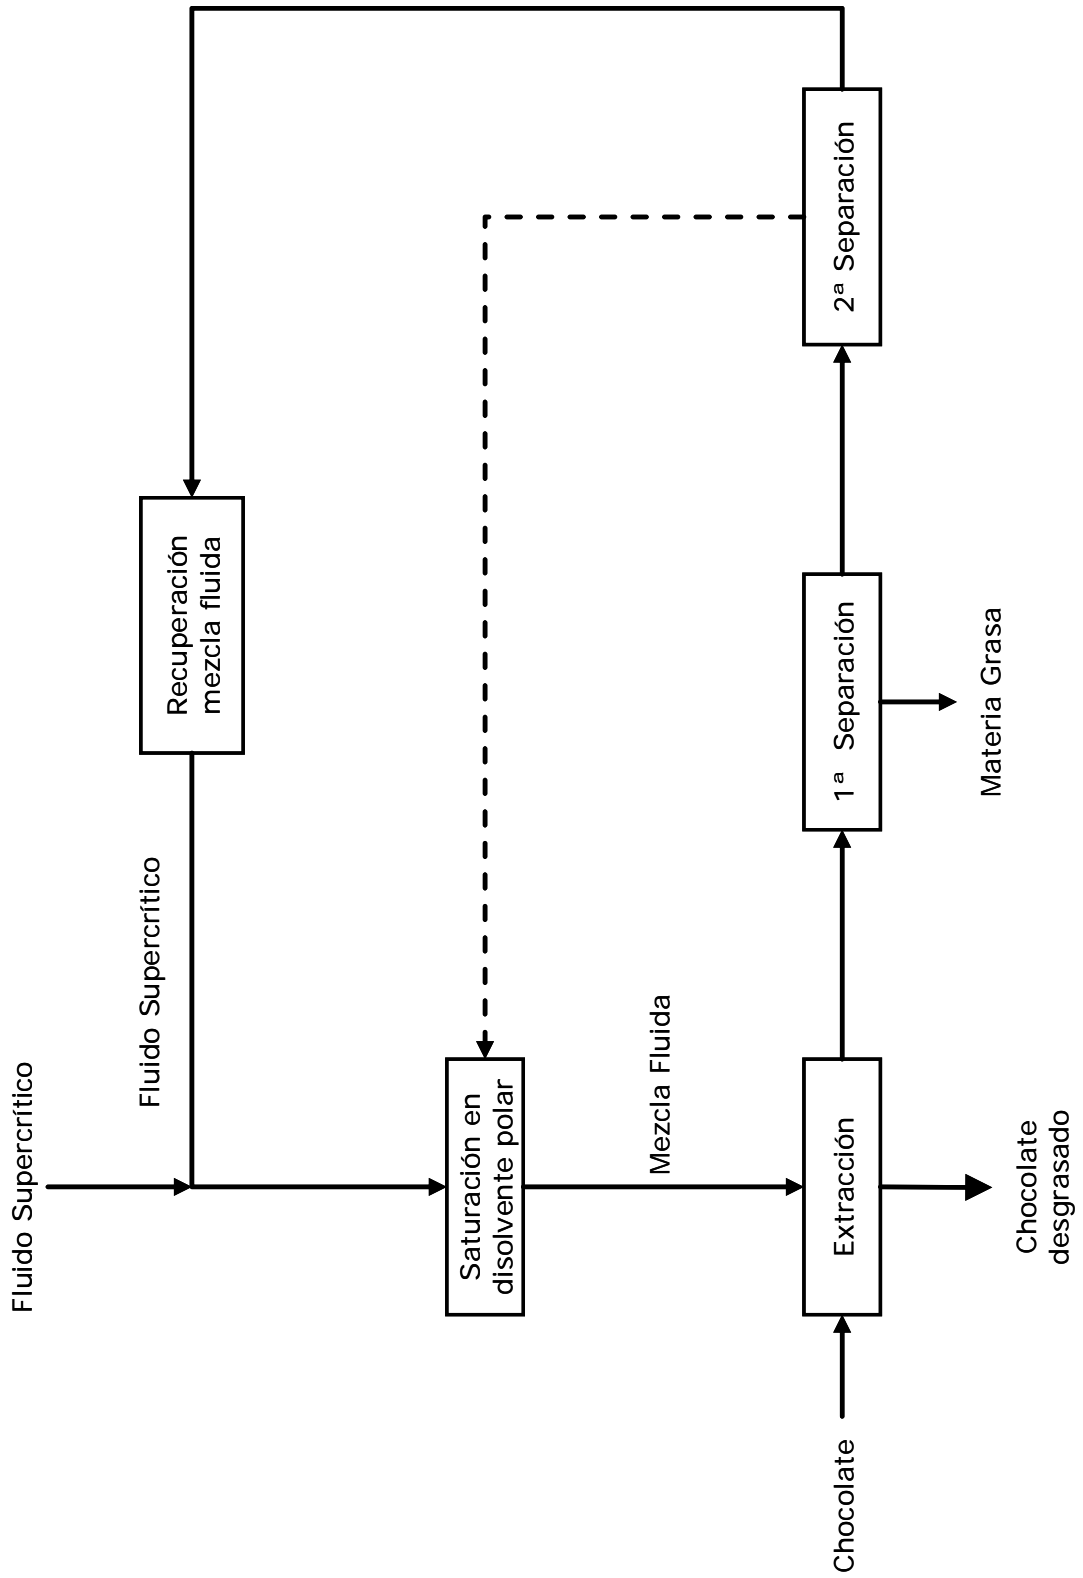 Fluido Supercrítico
Fluido Supercrítico
Recuperación
mezcla fluida
Saturación en
disolvente polar
Mezcla Fluida
Chocolate
Extracción
1ª Separación
2ª Separación
Materia Grasa
Chocolate
desgrasado